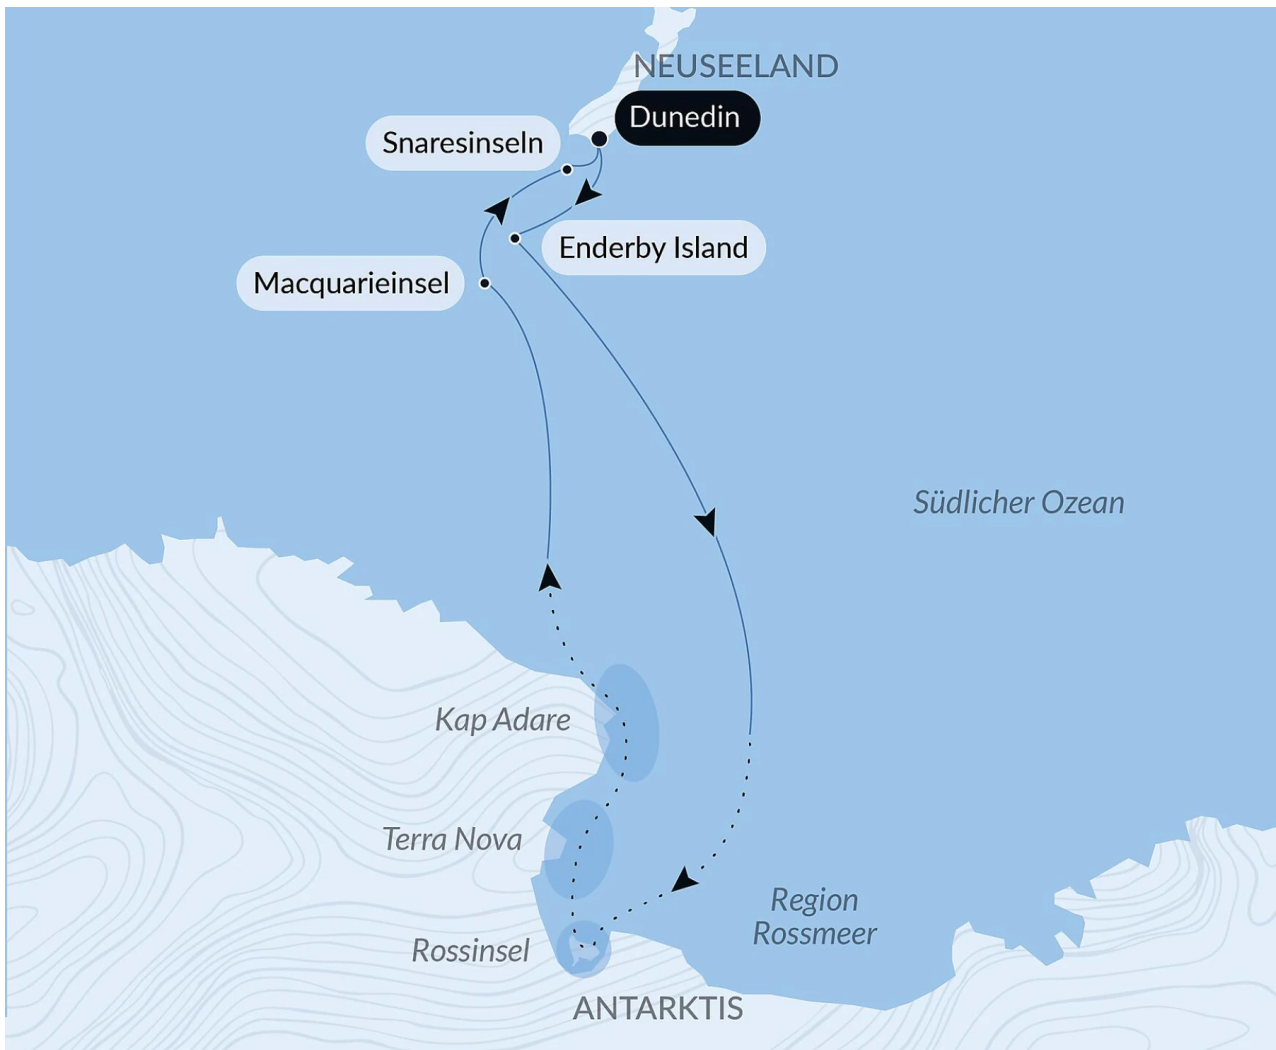 NEUSEELAND
Dunedin
Snaresinseln
Enderby Island
Macquarieinsel
Südlicher Ozean
Kap Adare
Terra Nova
Region
Rossmeer
Rossinsel
ANTARKTIS